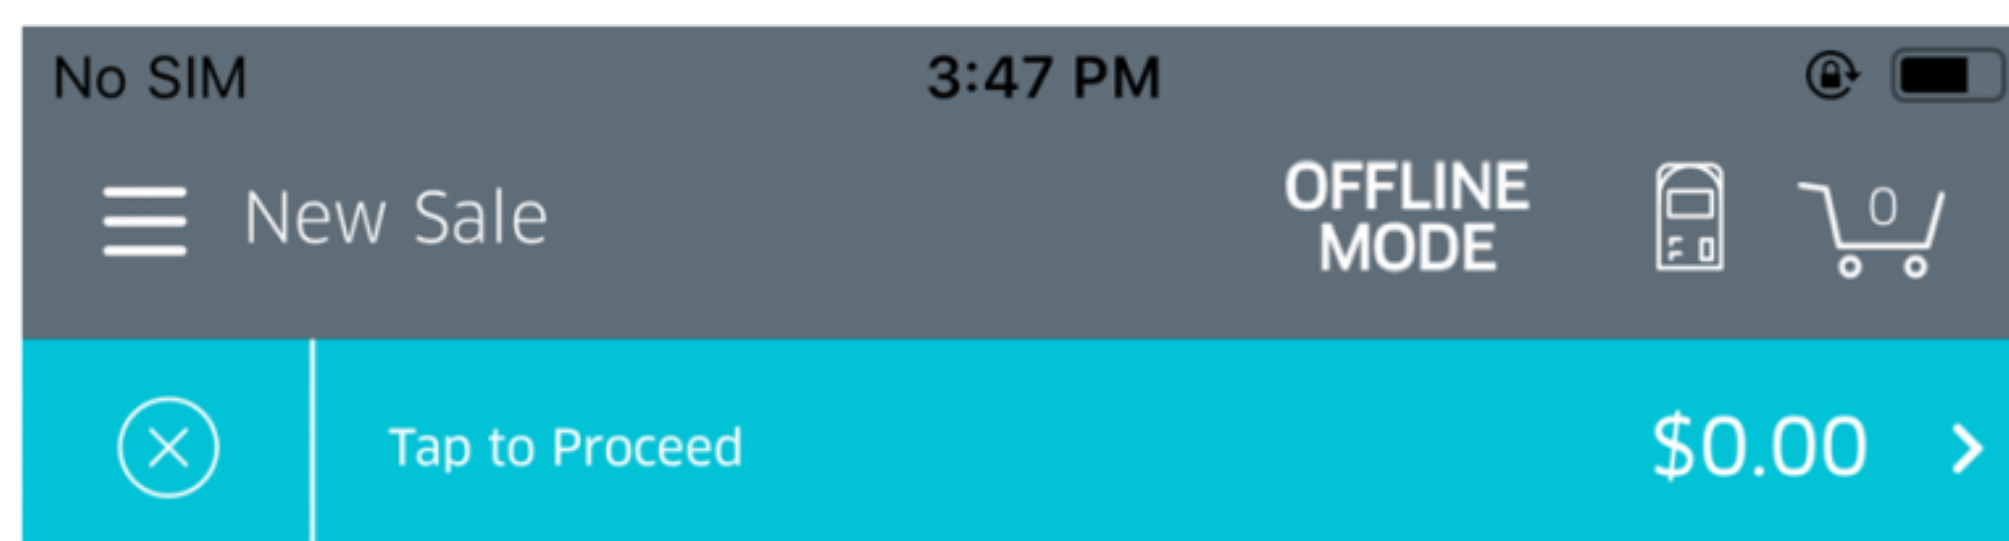 No SIM 3:47 PM
New Sale
OFFLINE
MODE
0
Tap to Proceed $0.00